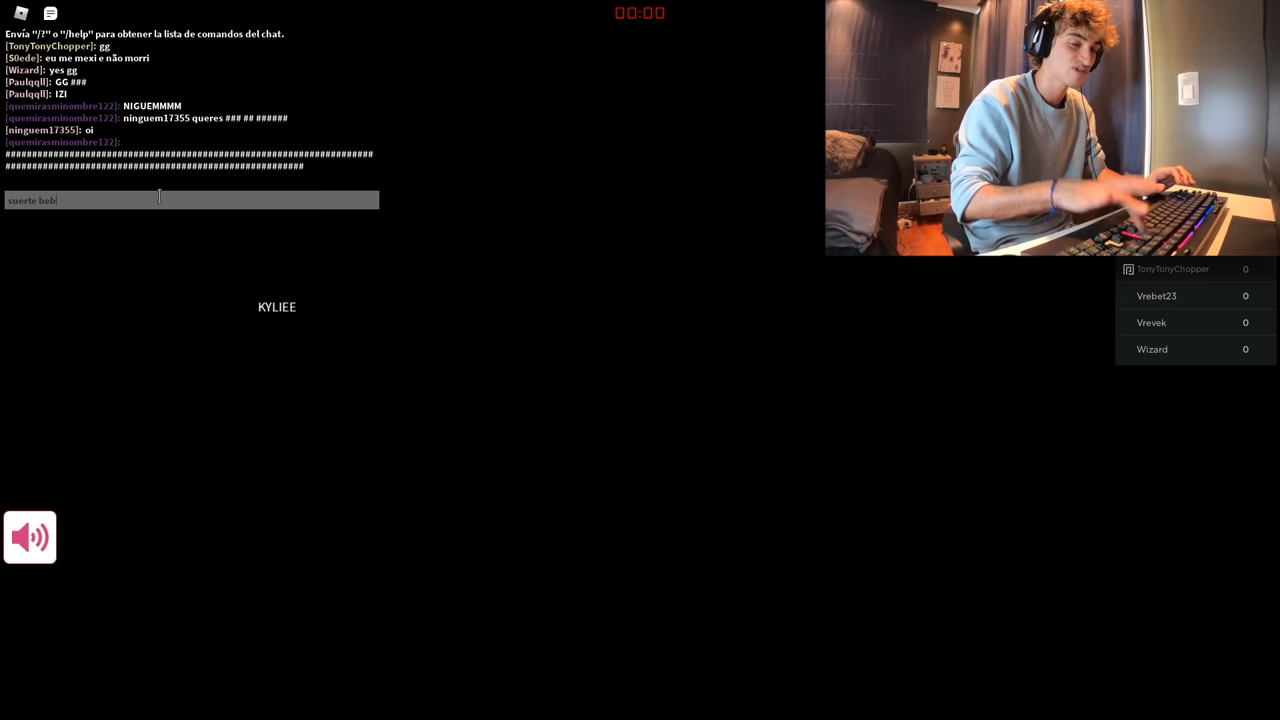 00:00
Envía "/?" o "/help" para obtener la lista de comandos del chat.
[TonyTonyChopper]: gg
[S0ede]: eu me mexi e não morri
[Wizard]: yes gg
[Paulqqll]: GG ###
[Paulqqll]: IZI
[quemirasminombre122]: NIGUEMMMM
[quemirasminombre122]: ninguem17355 queres ### ## ######
[ninguem17355]: oi
[quemirasminombre122]:
######################################################################
#########################################################
suerte beb
KYLIEE
TonyTonyChopper 0
Vrebet23 0
Vrevek 0
Wizard 0